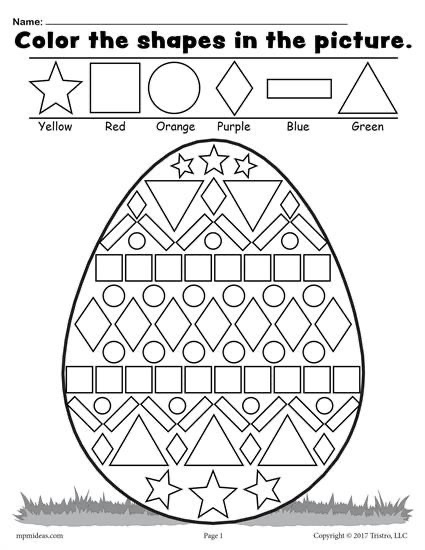 Name:
Color the shapes in the picture.
Yellow Red Orange Purple Blue Green
mpmideas.com Page 1 Copyright © 2017 Tristro, LLC